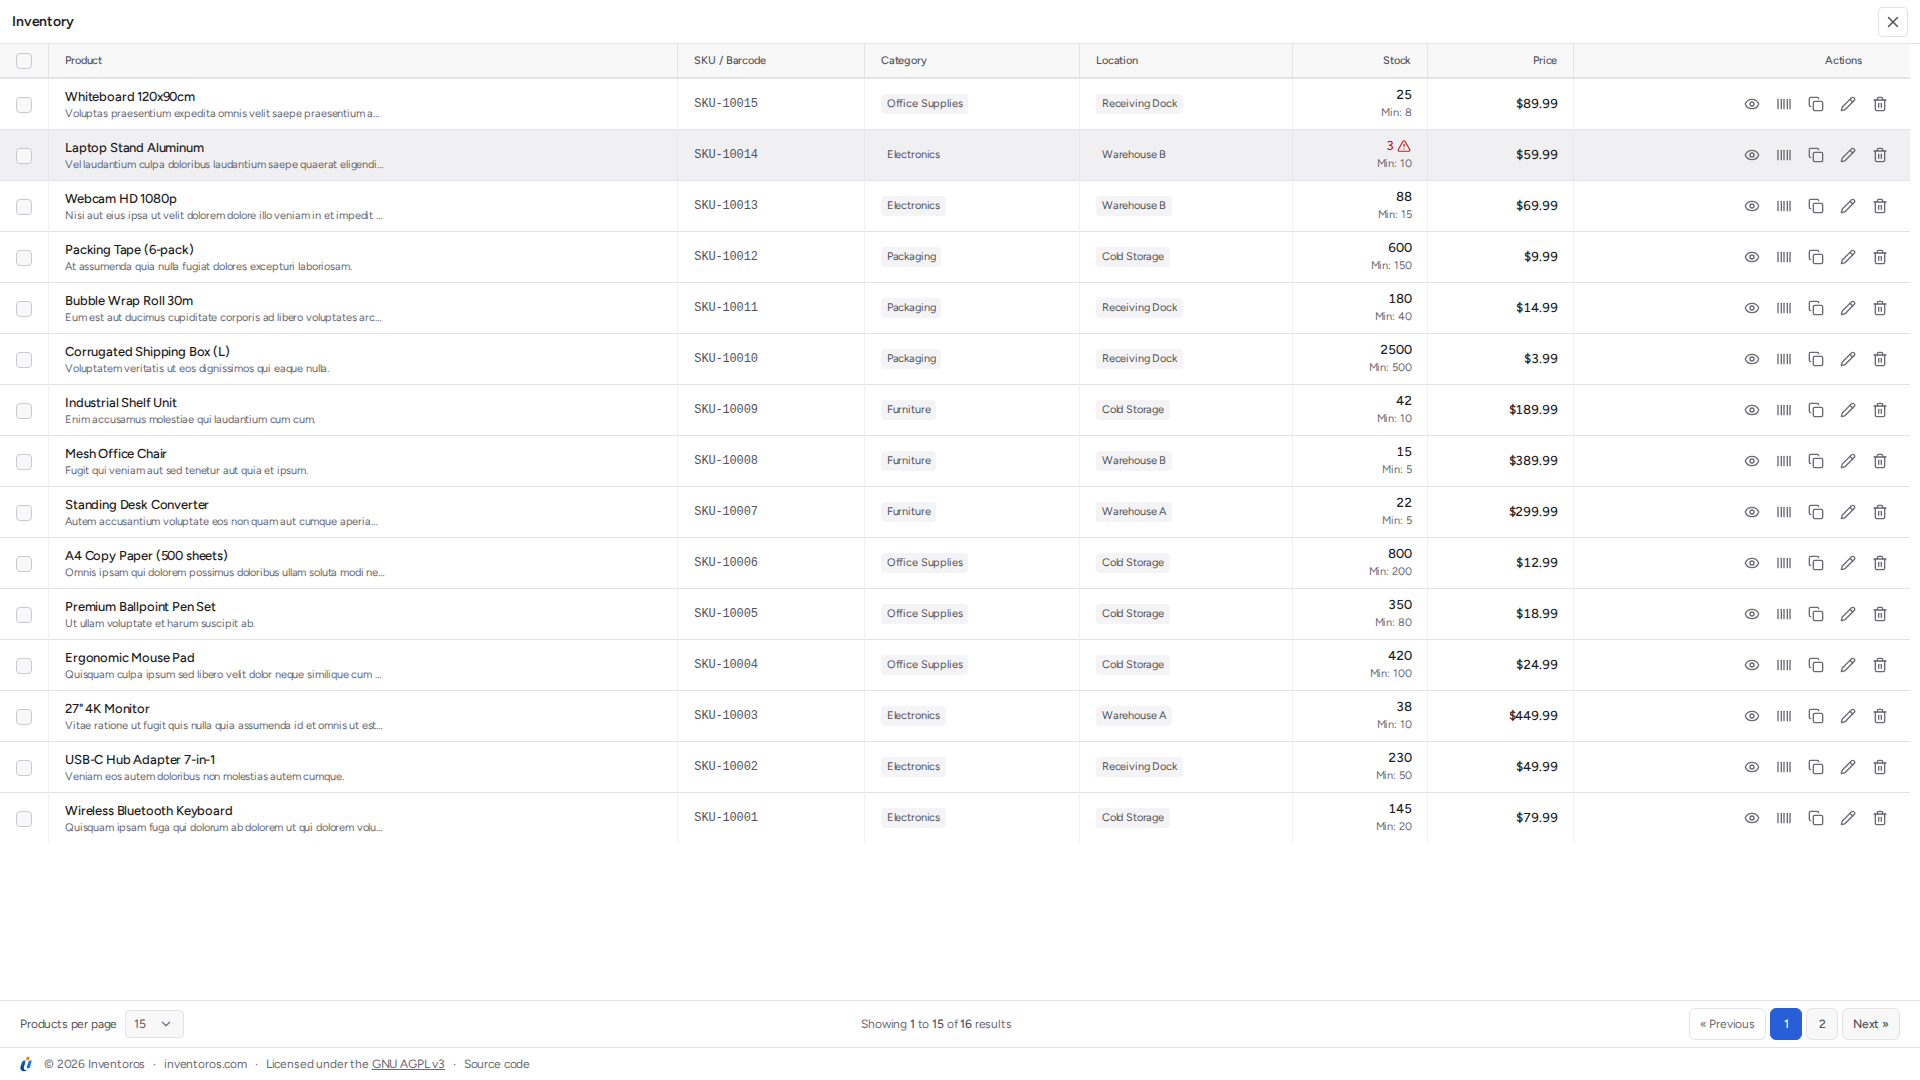 Inventory
Product SKU / Barcode Category Location Stock Price Actions
Whiteboard 120x90cm
Voluptas praesentium expedita omnis velit saepe praesentium a...
SKU-10015 Office Supplies Receiving Dock 25 Min: 8 $89.99
Laptop Stand Aluminum
Vel laudantium culpa doloribus laudantium saepe quaerat eligendi...
SKU-10014 Electronics Warehouse B 3 Min: 10 $59.99
Webcam HD 1080p
Nisi aut eius ipsa ut velit dolorem dolore illo veniam in et impedit ...
SKU-10013 Electronics Warehouse B 88 Min: 15 $69.99
Packing Tape (6-pack)
At assumenda quia nulla fugiat dolores excepturi laboriosam.
SKU-10012 Packaging Cold Storage 600 Min: 150 $9.99
Bubble Wrap Roll 30m
Eum est aut ducimus cupiditate corporis ad libero voluptates arc...
SKU-10011 Packaging Receiving Dock 180 Min: 40 $14.99
Corrugated Shipping Box (L)
Voluptatem veritatis ut eos dignissimos qui eaque nulla.
SKU-10010 Packaging Receiving Dock 2500 Min: 500 $3.99
Industrial Shelf Unit
Enim accusamus molestiae qui laudantium cum cum.
SKU-10009 Furniture Cold Storage 42 Min: 10 $189.99
Mesh Office Chair
Fugit qui veniam aut sed tenetur aut quia et ipsum.
SKU-10008 Furniture Warehouse B 15 Min: 5 $389.99
Standing Desk Converter
Autem accusantium voluptate eos non quam aut cumque aperia...
SKU-10007 Furniture Warehouse A 22 Min: 5 $299.99
A4 Copy Paper (500 sheets)
Omnis ipsam qui dolorem possimus doloribus ullam soluta modi ne...
SKU-10006 Office Supplies Cold Storage 800 Min: 200 $12.99
Premium Ballpoint Pen Set
Ut ullam voluptate et harum suscipit ab.
SKU-10005 Office Supplies Cold Storage 350 Min: 80 $18.99
Ergonomic Mouse Pad
Quisquam culpa ipsum sed libero velit dolor neque similique cum ...
SKU-10004 Office Supplies Cold Storage 420 Min: 100 $24.99
27" 4K Monitor
Vitae ratione ut fugit quis nulla quia assumenda id et omnis ut est...
SKU-10003 Electronics Warehouse A 38 Min: 10 $449.99
USB-C Hub Adapter 7-in-1
Veniam eos autem doloribus non molestias autem cumque.
SKU-10002 Electronics Receiving Dock 230 Min: 50 $49.99
Wireless Bluetooth Keyboard
Quisquam ipsam fuga qui dolorum ab dolorem ut qui dolorem volu...
SKU-10001 Electronics Cold Storage 145 Min: 20 $79.99
Products per page 15 Showing 1 to 15 of 16 results « Previous 1 2 Next »
© 2026 Inventoros · inventoros.com · Licensed under the GNU AGPL v3 · Source code